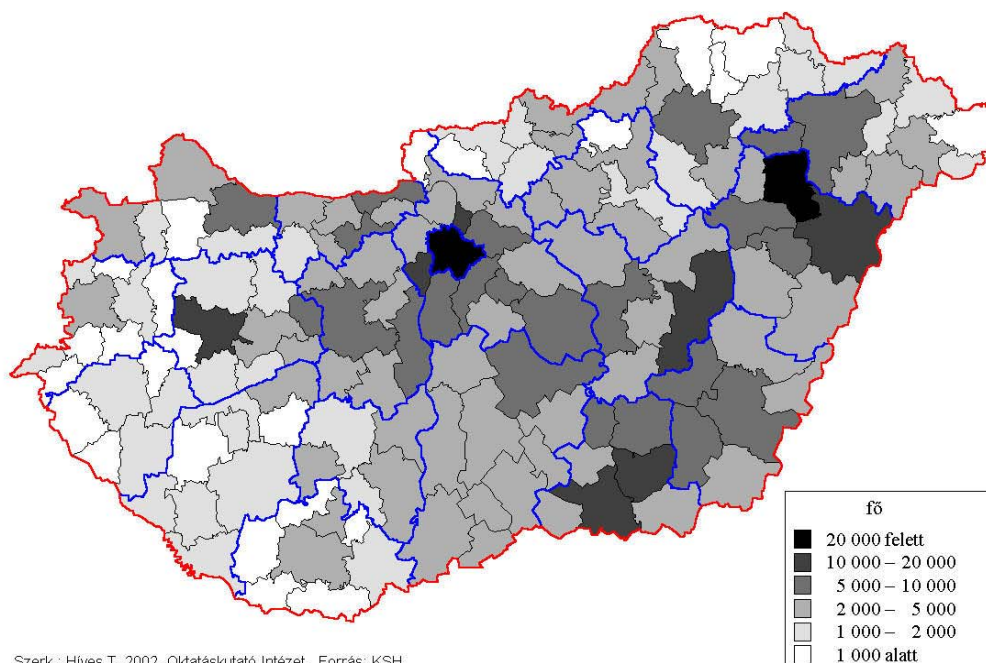 fő
20 000 felett
10 000 – 20 000
5 000 – 10 000
2 000 – 5 000
1 000 – 2 000
1 000 alatt
Szerk.: Híves T. 2002. Oktatáskutató Intézet Forrás: KSH